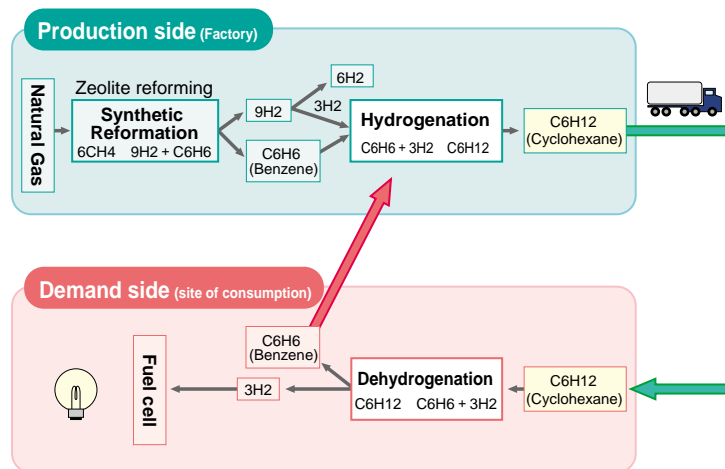 Production side (Factory)
Natural Gas
Zeolite reforming
Synthetic
Reformation
6CH4 9H2 + C6H6
9H2
6H2
3H2
C6H6
(Benzene)
Hydrogenation
C6H6 + 3H2 C6H12
C6H12
(Cyclohexane)
Demand side (site of consumption)
Fuel cell
C6H6
(Benzene)
3H2
Dehydrogenation
C6H12 C6H6 + 3H2
C6H12
(Cyclohexane)